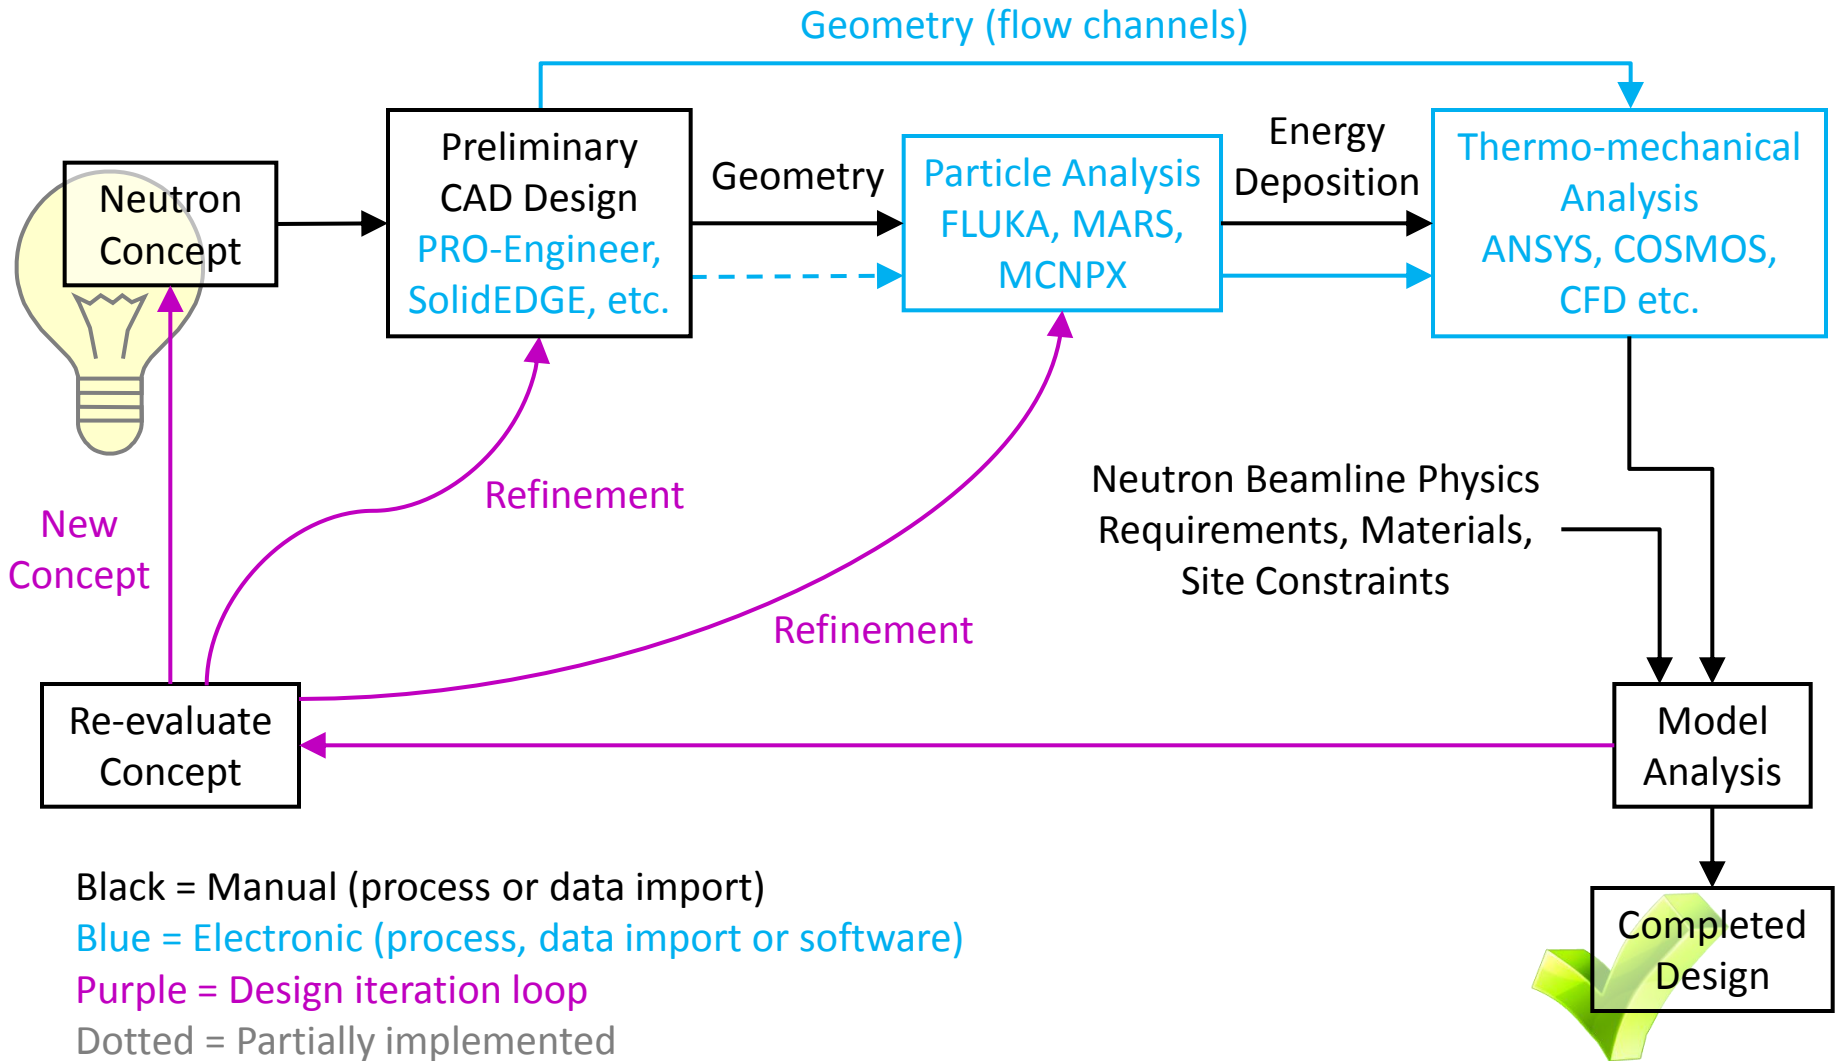 Geometry (flow channels)
Neutron
Concept
Preliminary
CAD Design
PRO-Engineer,
SolidEDGE, etc.
Geometry
Particle Analysis
FLUKA, MARS,
MCNPX
Energy
Deposition
Thermo-mechanical
Analysis
ANSYS, COSMOS,
CFD etc.
New
Concept
Refinement
Refinement
Neutron Beamline Physics
Requirements, Materials,
Site Constraints
Re-evaluate
Concept
Model
Analysis
Completed
Design
Black = Manual (process or data import)
Blue = Electronic (process, data import or software)
Purple = Design iteration loop
Dotted = Partially implemented